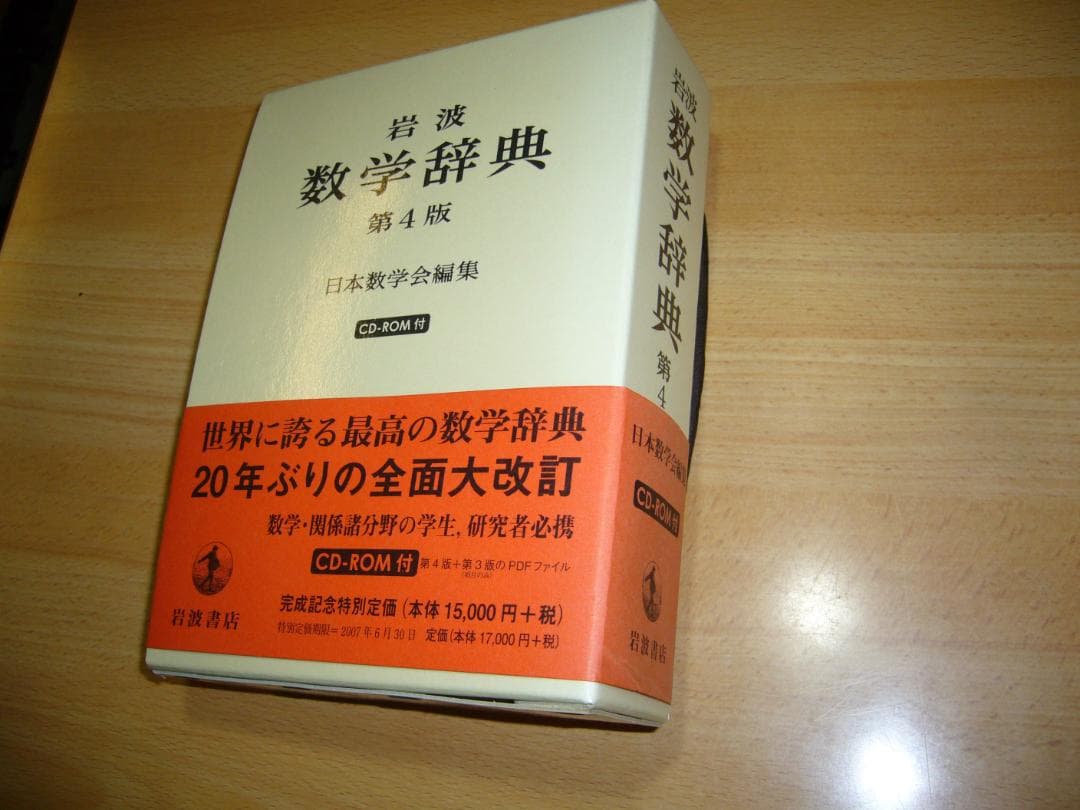 岩波
数学辞典
第4版
日本数学会編集
CD-ROM付
世界に誇る最高の数学辞典
20年ぶりの全面大改訂
数学・関係諸分野の学生,研究者必携
CD-ROM付 第4版+第3版のPDFファイル
完成記念特別定価(本体15,000円+税)
特別定価期限=2007年6月30日 定価(本体17,000円+税)
岩波書店
岩波
数学辞典
第4
日本数学会編集
CD-ROM付
岩波書店